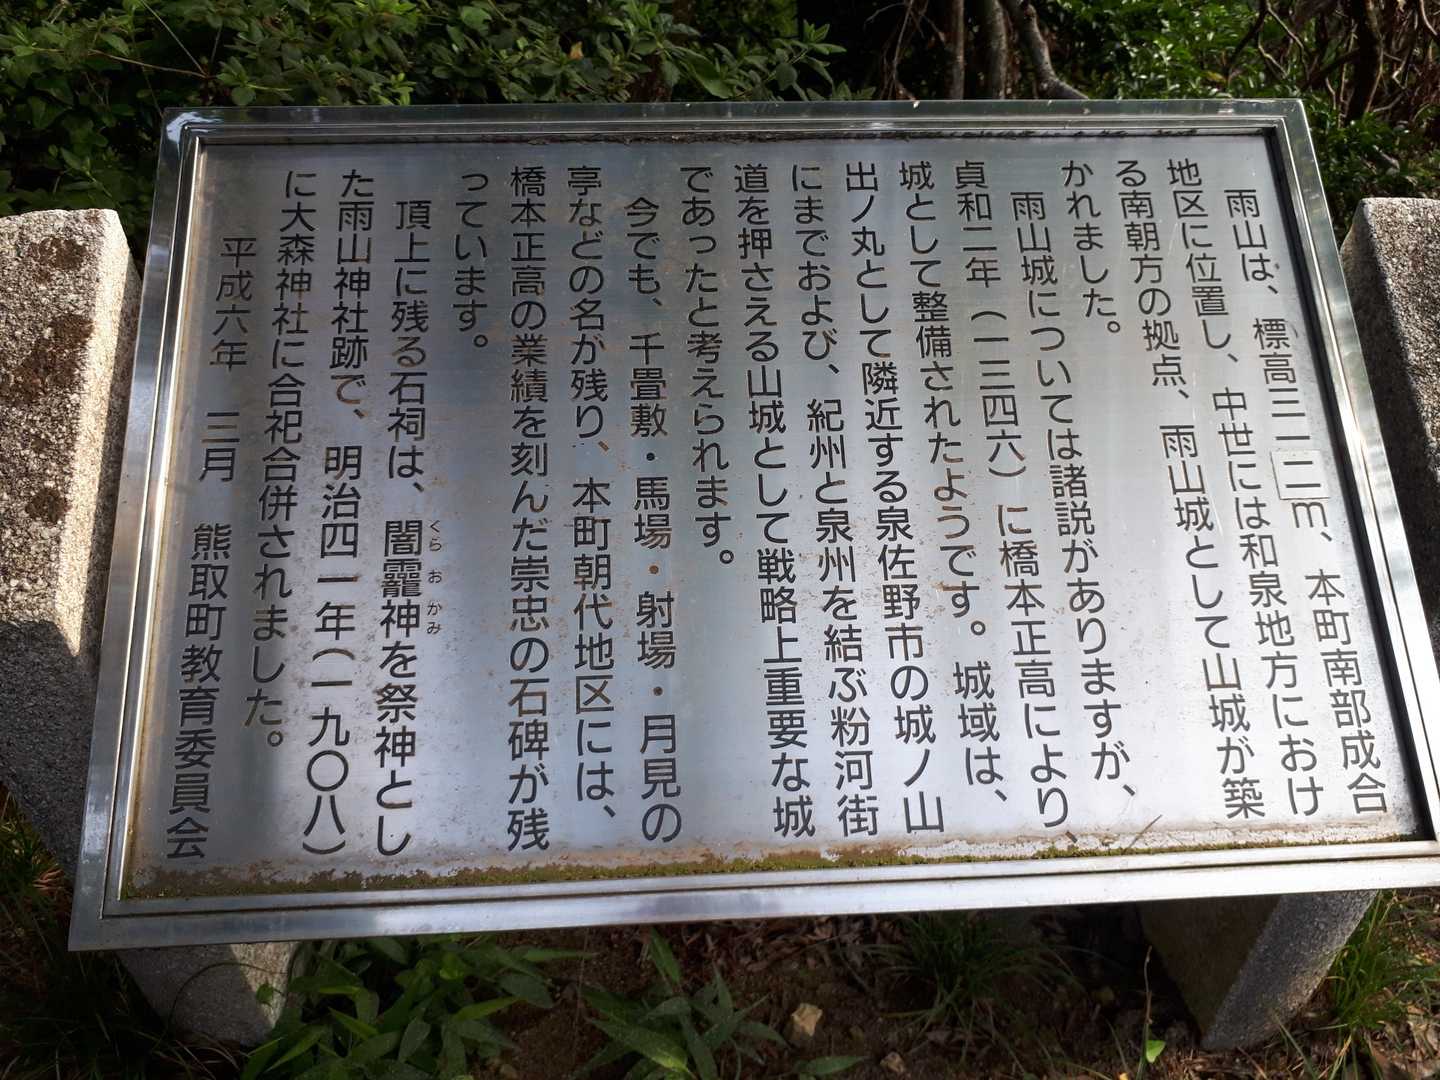 雨山は、標高三一二m、本町南部成合
地区に位置し、中世には和泉地方におけ
る南朝方の拠点、雨山城として山城が築
かれました。
雨山城については諸説がありますが、
貞和二年（一三四六）に橋本正高により、
城として整備されたようです。城域は、
出ノ丸として隣近する泉佐野市の城ノ山
にまでおよび、紀州と泉州を結ぶ粉河街
道を押さえる山城として戦略上重要な城
であったと考えられます。
今でも、千畳敷・馬場・射場・月見の
亭などの名が残り、本町朝代地区には、
橋本正高の業績を刻んだ崇忠の石碑が残
っています。
頂上に残る石祠は、闇龗神を祭神とし
くらおかみ
た雨山神社跡で、明治四一年（一九〇八）
に大森神社に合祀合併されました。
平成六年　三月　熊取町教育委員会